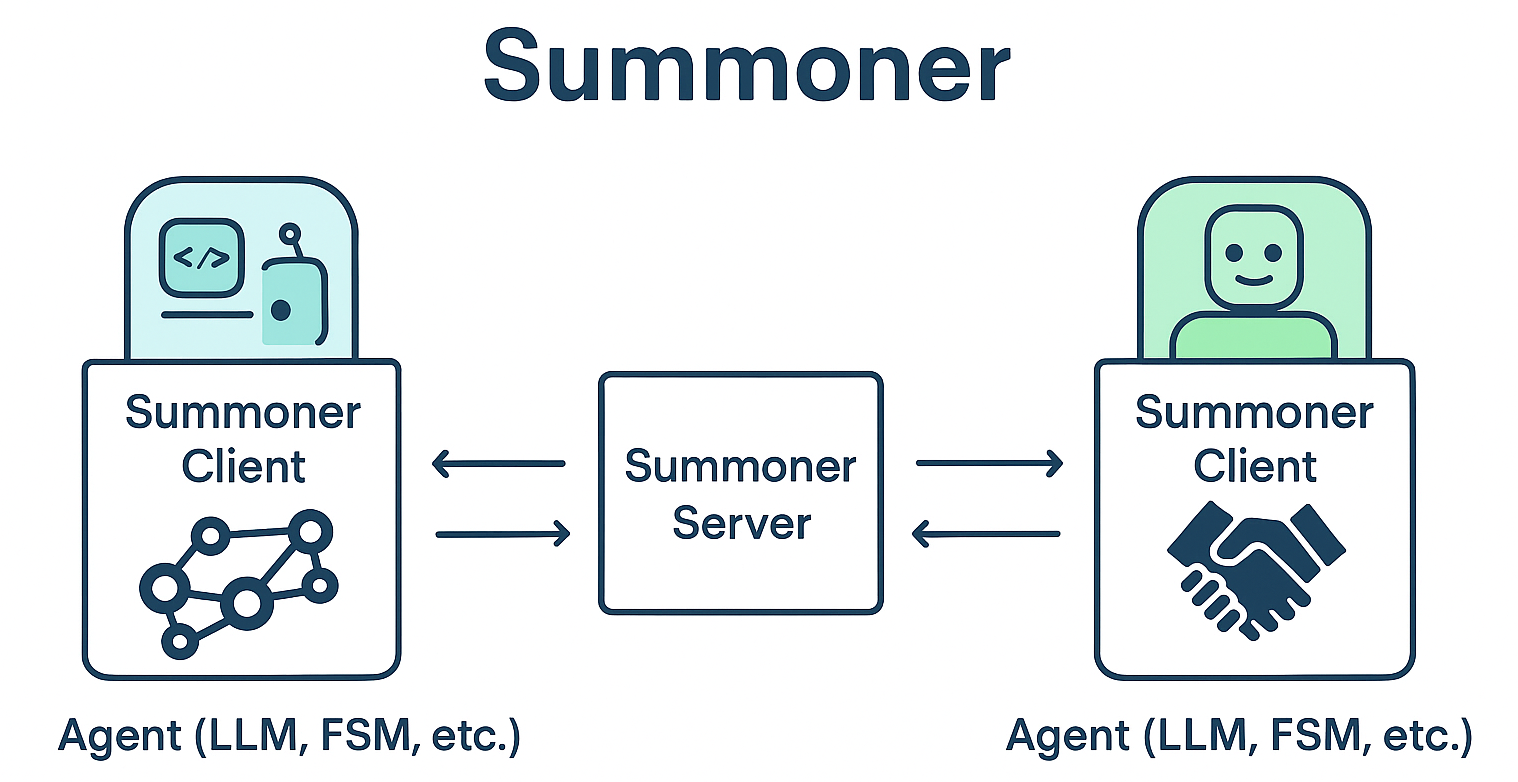 Summoner
</>
Summoner
Client
Summoner
Server
Summoner
Client
Agent (LLM, FSM, etc.)
Agent (LLM, FSM, etc.)